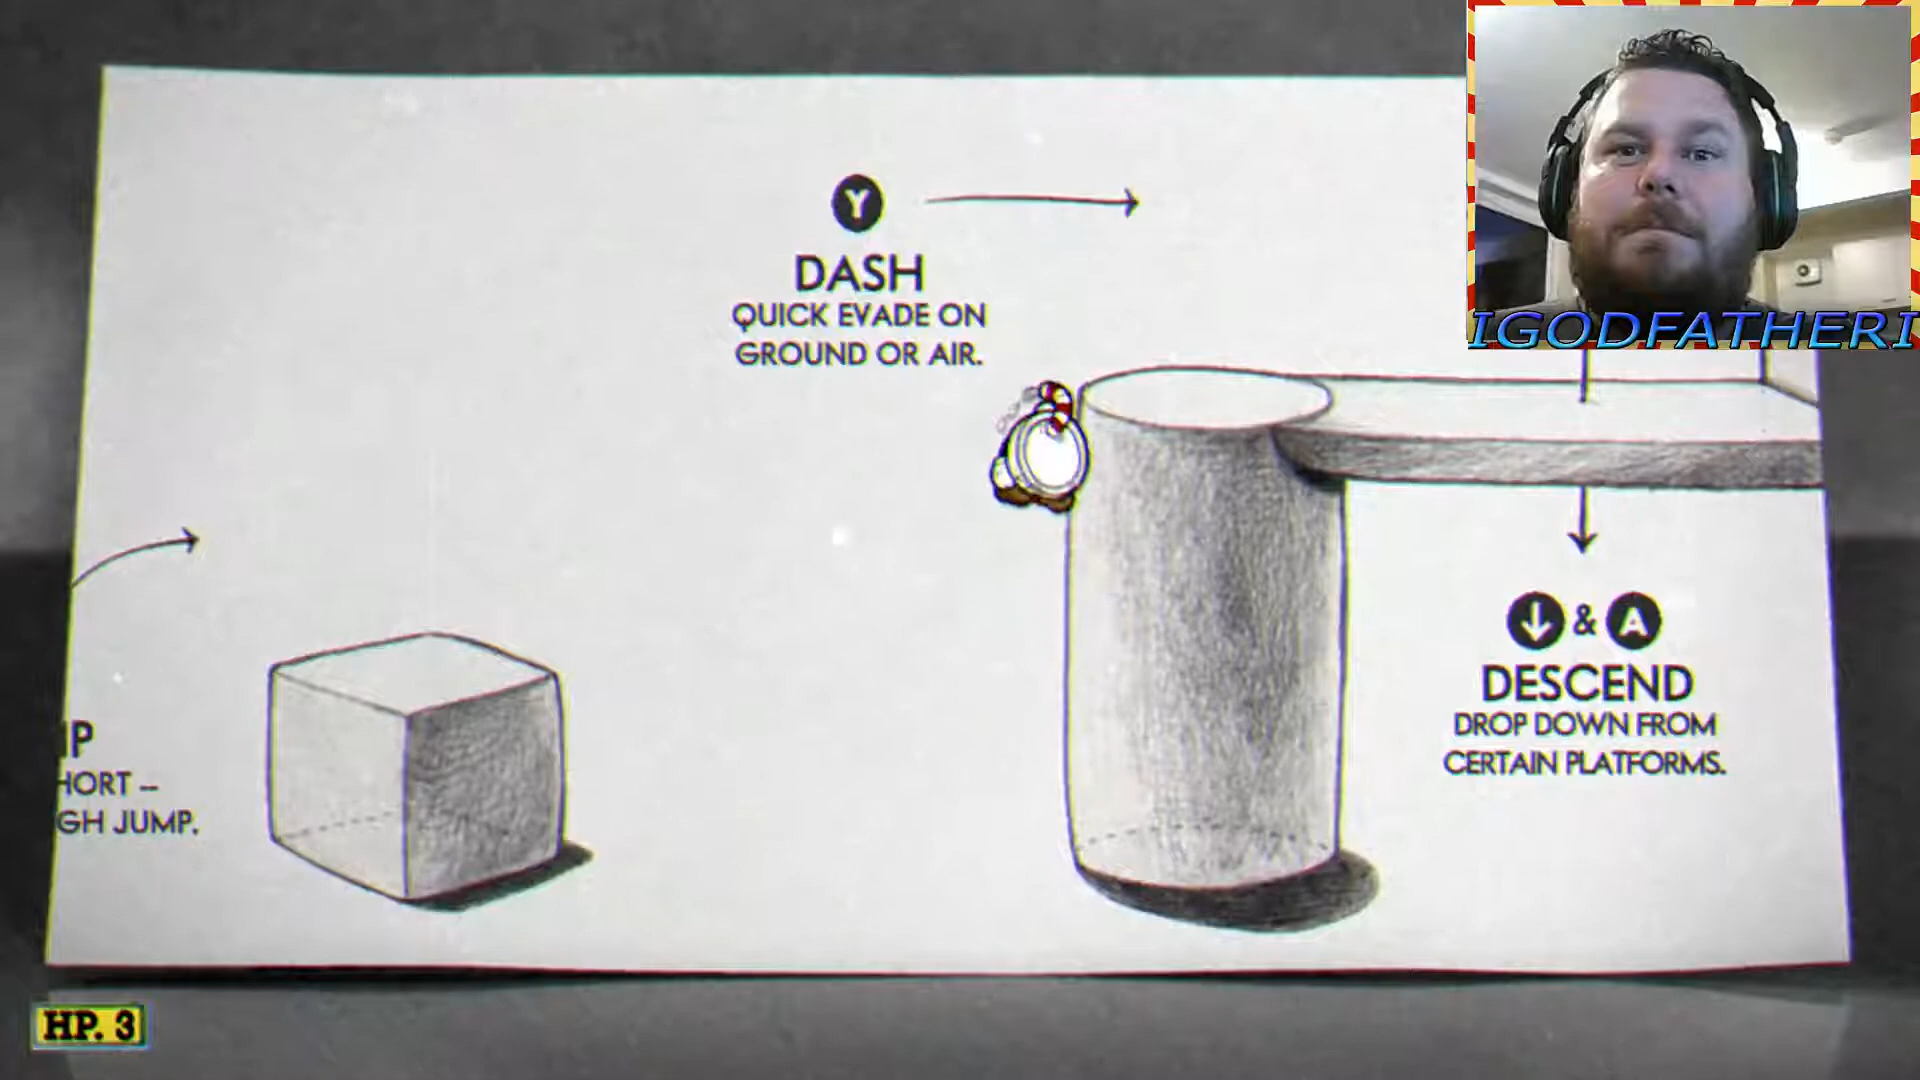 Y
DASH
QUICK EVADE ON
GROUND OR AIR.
IGODFATHERI
& A
DESCEND
DROP DOWN FROM
CERTAIN PLATFORMS.
P
HORT –
GH JUMP.
HP. 3